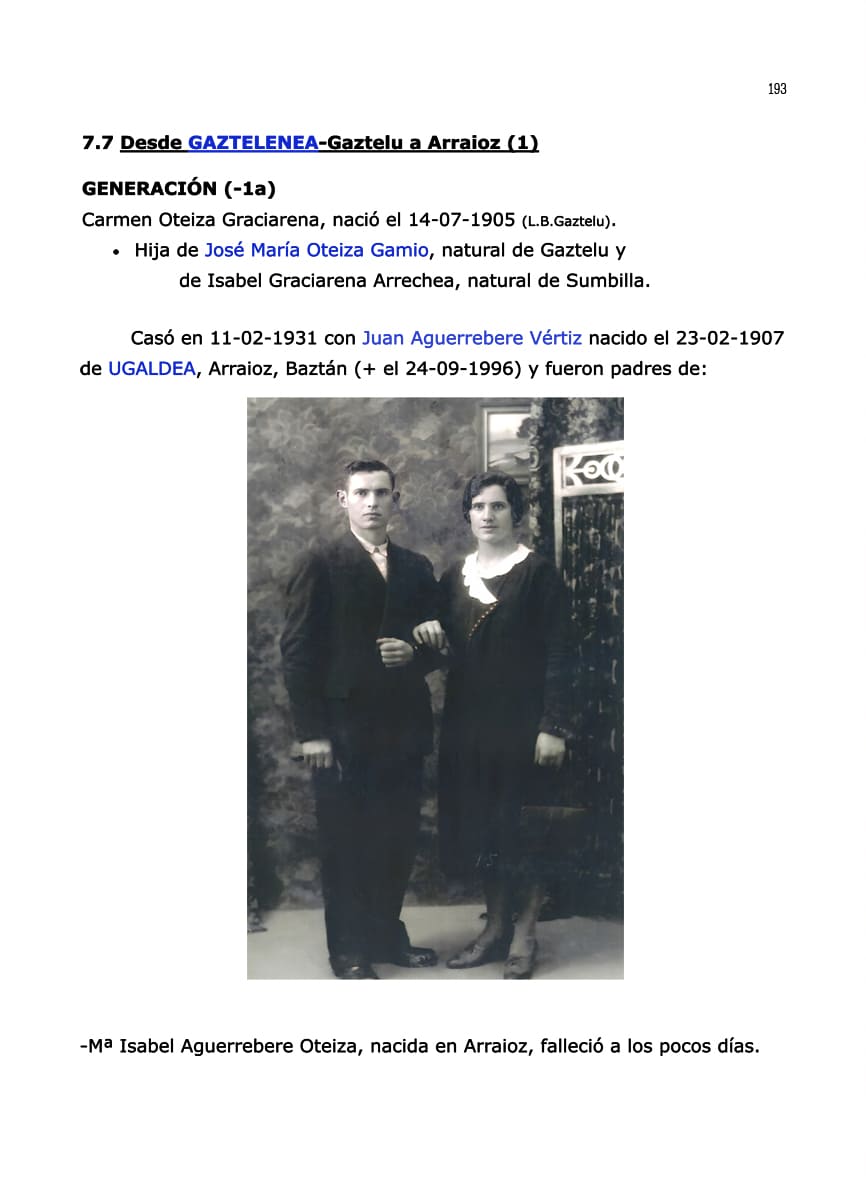 193
7.7 Desde GAZTELENEA-Gaztelu a Arraioz (1)
GENERACIÓN (-1a)
Carmen Oteiza Graciarena, nació el 14-07-1905 (L.B.Gaztelu).
• Hija de José María Oteiza Gamio, natural de Gaztelu y
de Isabel Graciarena Arrechea, natural de Sumbilla.
Casó en 11-02-1931 con Juan Aguerrebere Vértiz nacido el 23-02-1907
de UGALDEA, Arraioz, Baztán (+ el 24-09-1996) y fueron padres de:
-Mª Isabel Aguerrebere Oteiza, nacida en Arraioz, falleció a los pocos días.